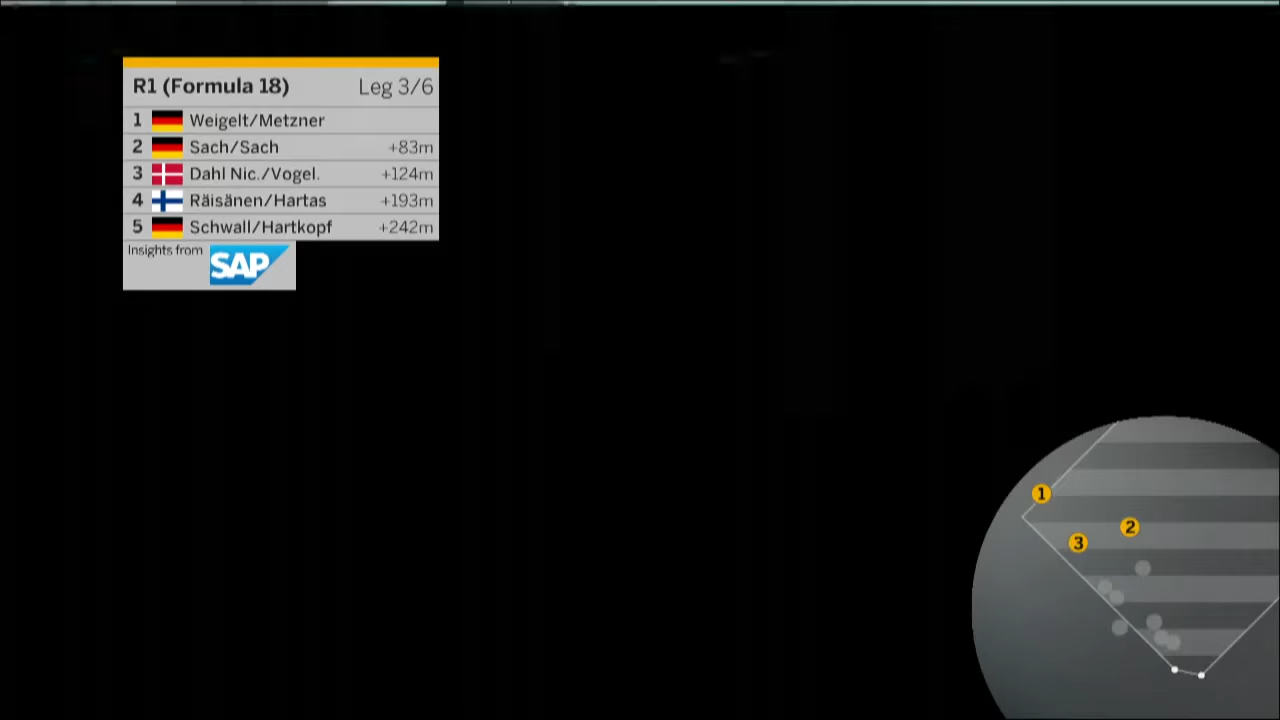 R1 (Formula 18) Leg 3/6
1 Weigelt/Metzner
2 Sach/Sach +83m
3 Dahl Nic./Vogel. +124m
4 Räisänen/Hartas +193m
5 Schwall/Hartkopf +242m
Insights from SAP
1
2
3